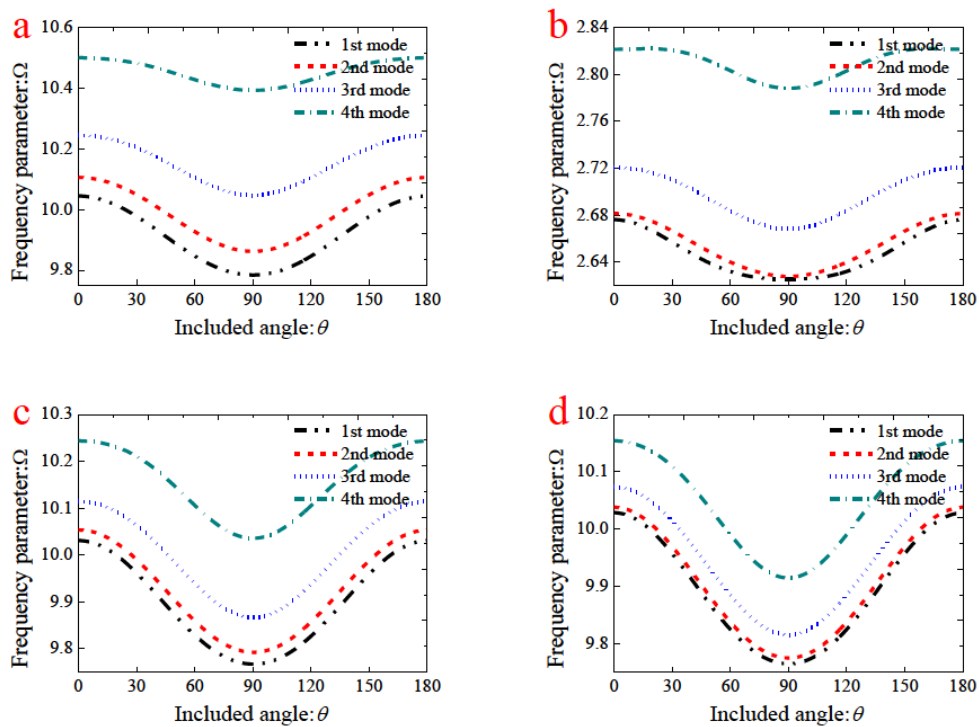 a
10.6
10.4
10.2
10.0
9.8
0 30 60 90 120 150 180
Frequency parameter:Ω
Included angle:θ
1st mode
2nd mode
3rd mode
4th mode
b
2.84
2.80
2.76
2.72
2.68
2.64
0 30 60 90 120 150 180
Frequency parameter:Ω
Included angle:θ
1st mode
2nd mode
3rd mode
4th mode
c
10.3
10.2
10.1
10.0
9.9
9.8
0 30 60 90 120 150 180
Frequency parameter:Ω
Included angle:θ
1st mode
2nd mode
3rd mode
4th mode
d
10.2
10.1
10.0
9.9
9.8
0 30 60 90 120 150 180
Frequency parameter:Ω
Included angle:θ
1st mode
2nd mode
3rd mode
4th mode